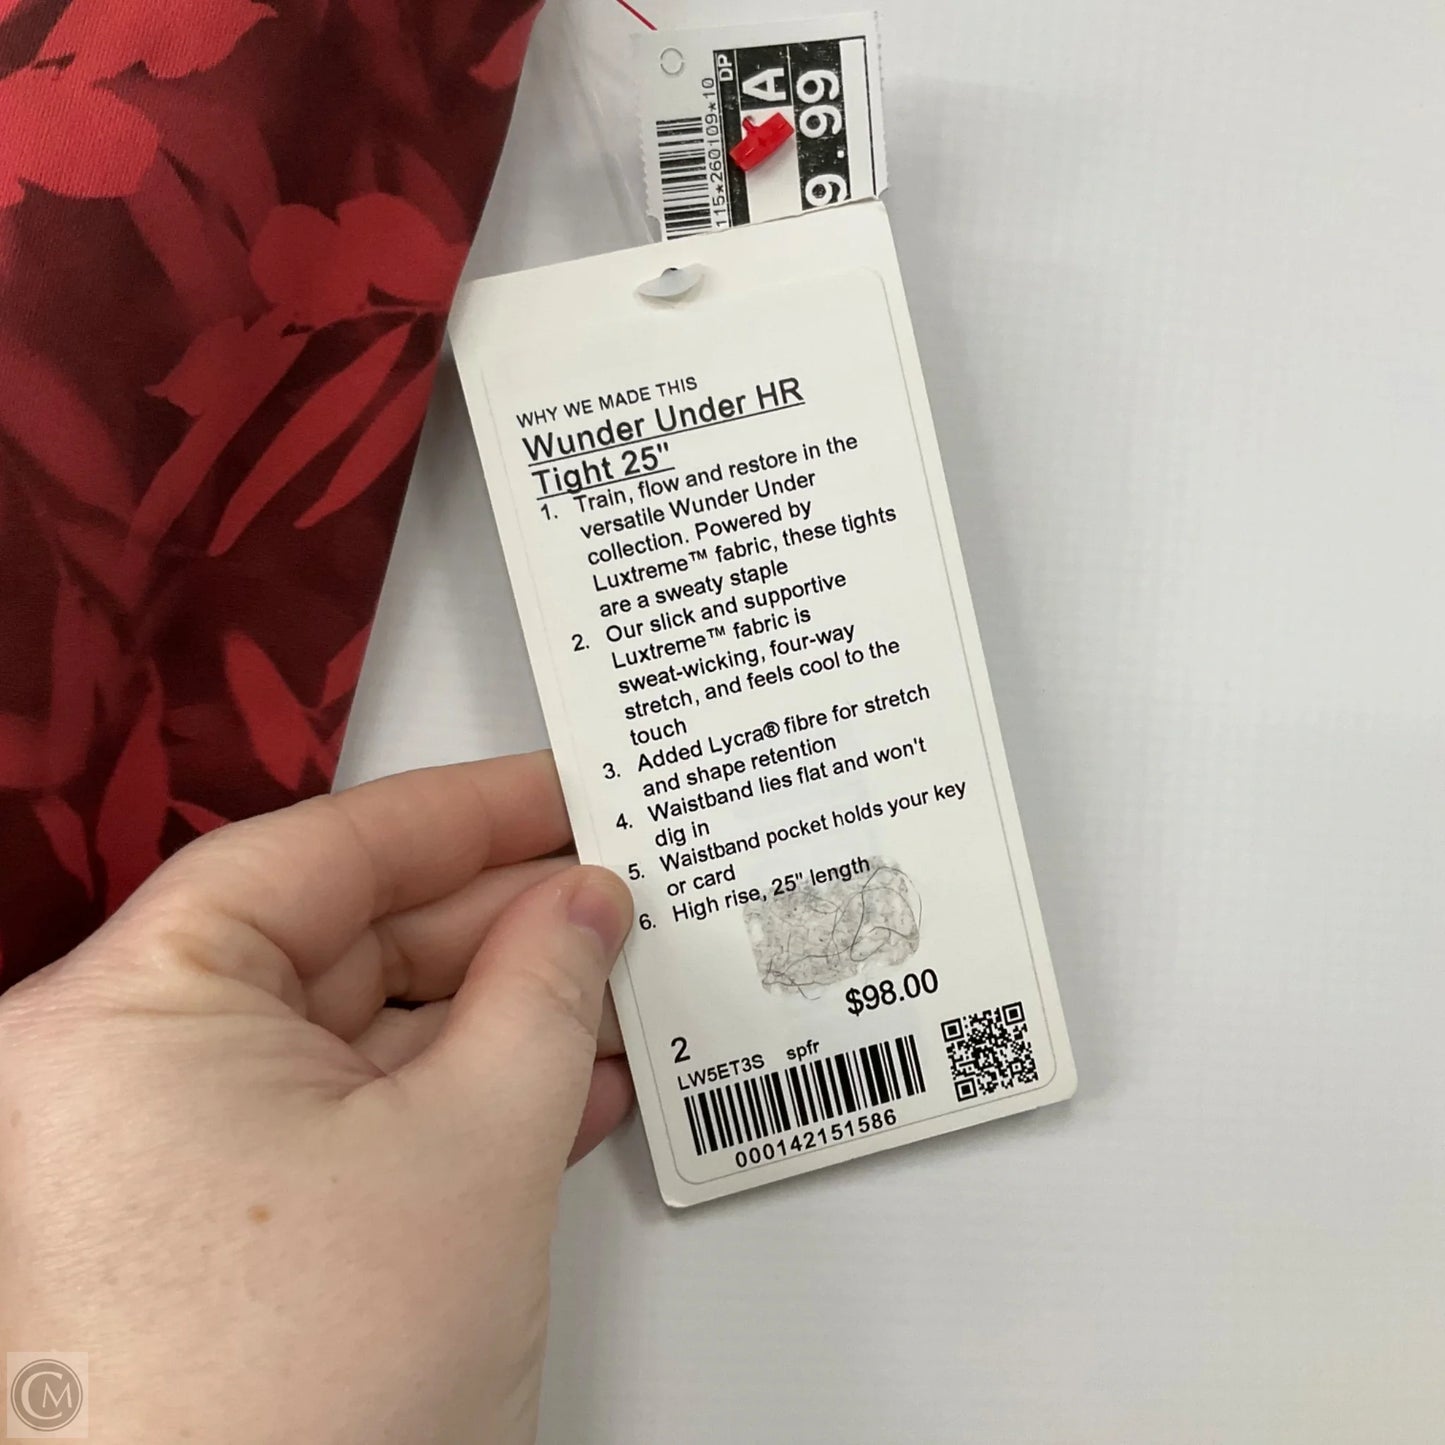 DP
A
9.99
115*260109*10
WHY WE MADE THIS
Wunder Under HR
Tight 25"
1. Train, flow and restore in the
versatile Wunder Under
collection. Powered by
Luxtreme™ fabric, these tights
are a sweaty staple
2. Our slick and supportive
Luxtreme™ fabric is
sweat-wicking, four-way
stretch, and feels cool to the
touch
3. Added Lycra® fibre for stretch
and shape retention
4. Waistband lies flat and won't
dig in
5. Waistband pocket holds your key
or card
6. High rise, 25" length
$98.00
2
LW5ET3S spfr
000142151586
CM